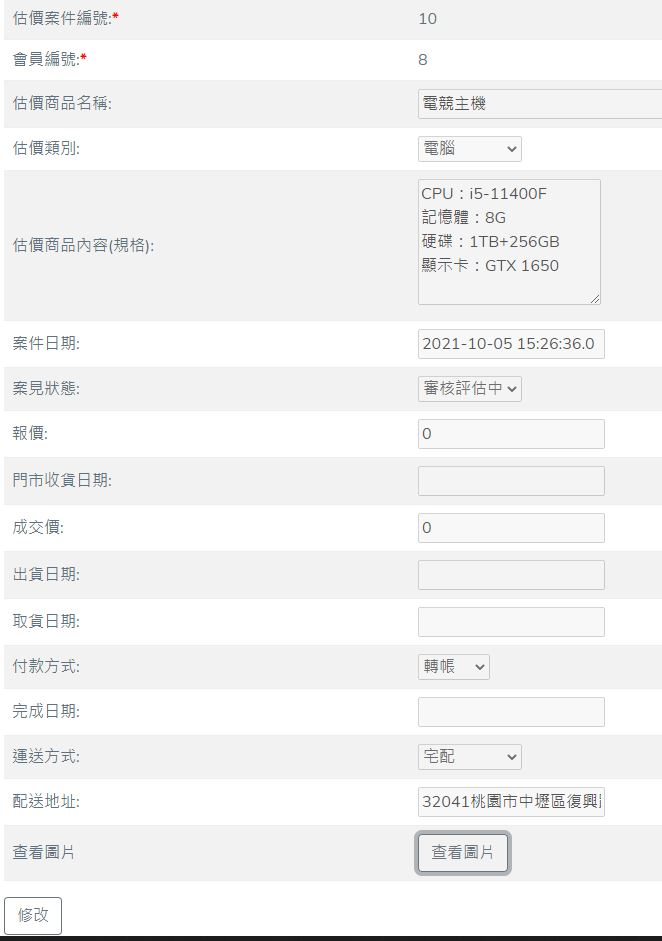 估價案件編號:* 10
會員編號:* 8
估價商品名稱: 電競主機
估價類別: 電腦
估價商品內容(規格):
CPU：i5-11400F
記憶體：8G
硬碟：1TB+256GB
顯示卡：GTX 1650
案件日期: 2021-10-05 15:26:36.0
案見狀態: 審核評估中
報價: 0
門市收貨日期:
成交價: 0
出貨日期:
取貨日期:
付款方式: 轉帳
完成日期:
運送方式: 宅配
配送地址: 32041桃園市中壢區復興
查看圖片 查看圖片
修改